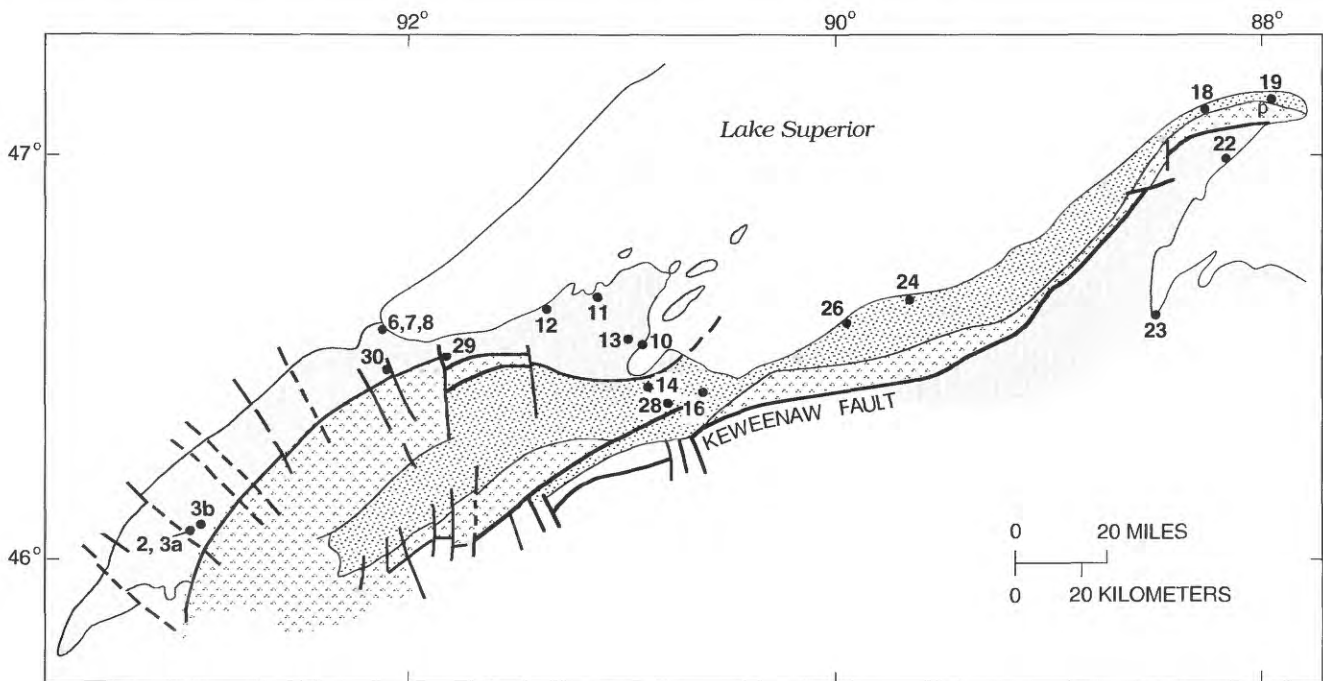 92° 90° 88°
18 19
p
Lake Superior
47°
22
11 24
12 26
6,7,8 13 10 23
30 29
14
28 16
KEWEENAW FAULT
3b
2, 3a
0 20 MILES
46°
0 20 KILOMETERS